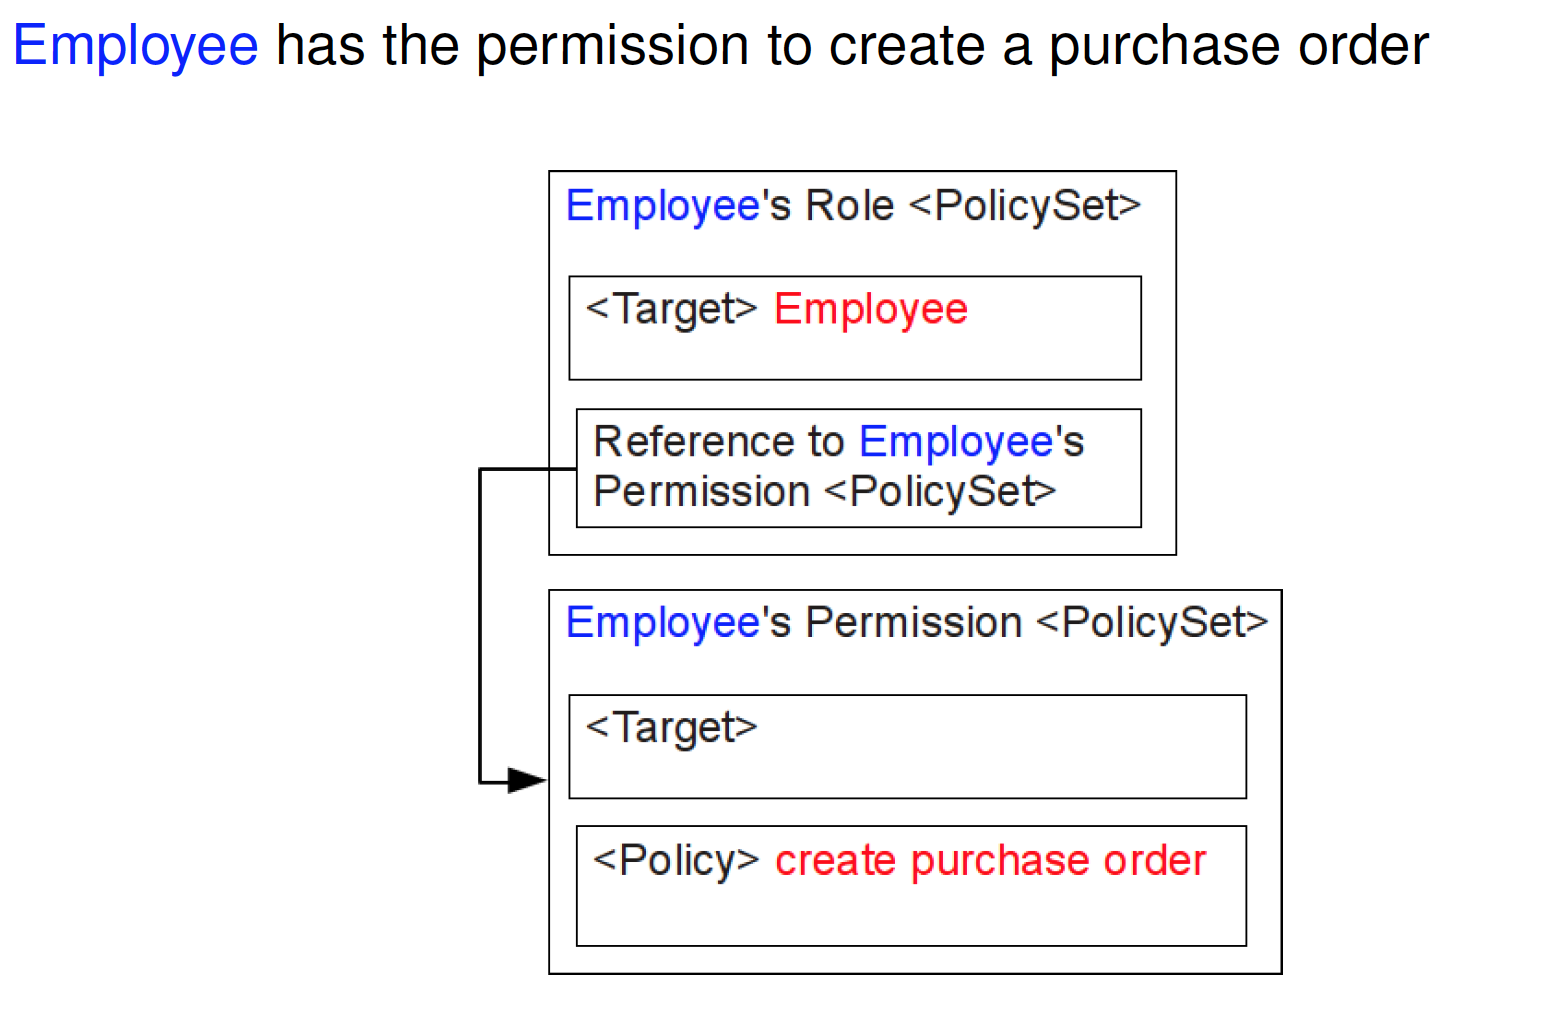 Employee has the permission to create a purchase order
Employee's Role <PolicySet>
<Target> Employee
Reference to Employee's
Permission <PolicySet>
Employee's Permission <PolicySet>
<Target>
<Policy> create purchase order